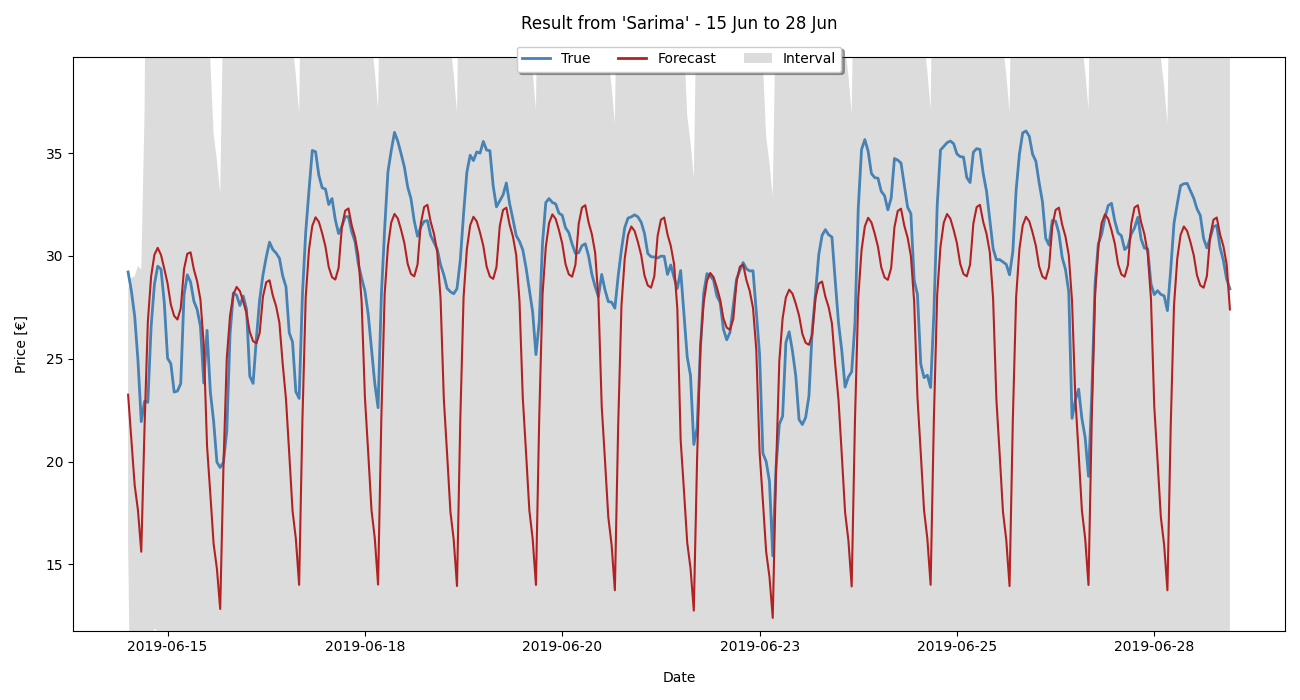 Result from 'Sarima' - 15 Jun to 28 Jun
True Forecast Interval
Price [€]
35
30
25
20
15
2019-06-15 2019-06-18 2019-06-20 2019-06-23 2019-06-25 2019-06-28
Date